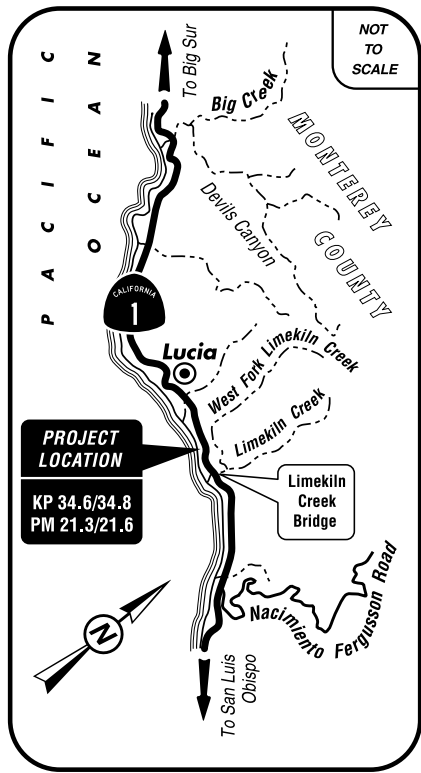 NOT
TO
SCALE
PACIFIC
OCEAN
To Big Sur
Big Creek
MONTEREY
COUNTY
Devils Canyon
CALIFORNIA
1
Lucia
West Fork Limekiln Creek
Limekiln Creek
PROJECT
LOCATION
KP 34.6/34.8
PM 21.3/21.6
Limekiln
Creek
Bridge
Nacimiento Fergusson Road
N
To San Luis
Obispo